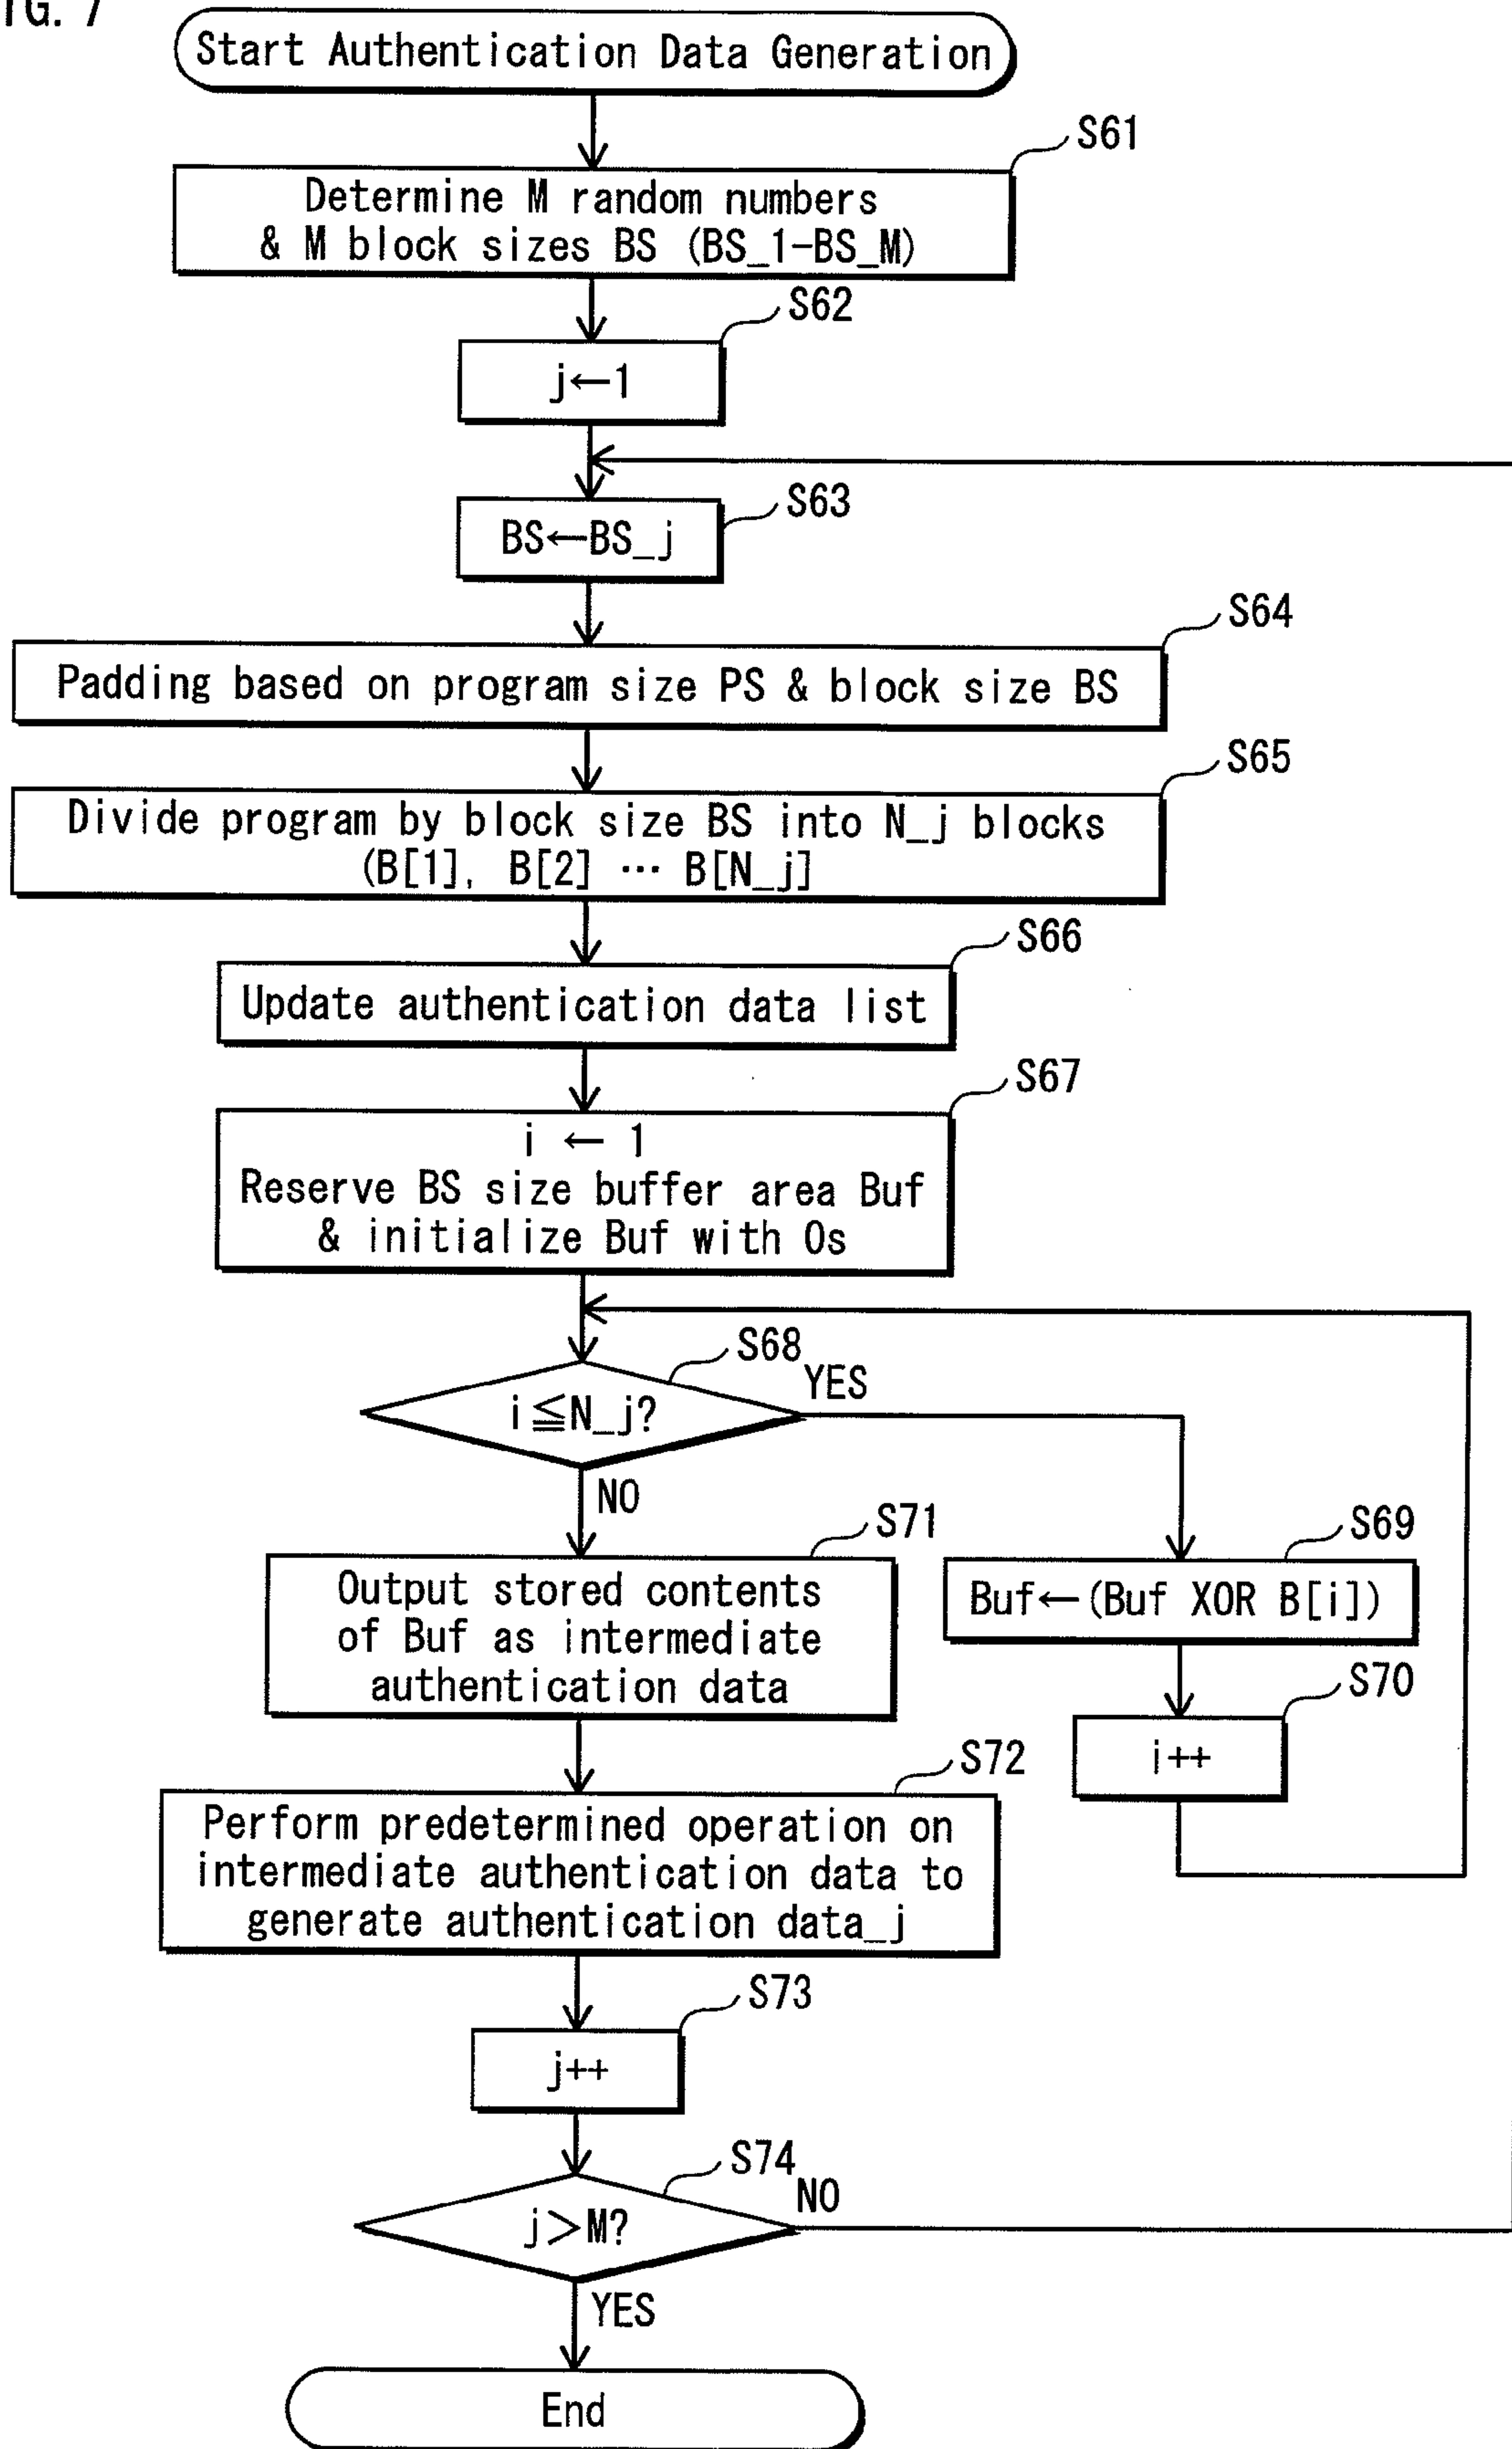 IG. 7
Start Authentication Data Generation
S61
Determine M random numbers
& M block sizes BS (BS_1-BS_M)
S62
j←1
S63
BS←BS_j
S64
Padding based on program size PS & block size BS
S65
Divide program by block size BS into N_j blocks
(B[1], B[2] ⋯ B[N_j]
S66
Update authentication data list
S67
i ← 1
Reserve BS size buffer area Buf
& initialize Buf with 0s
S68
YES
i≦N_j?
NO
S71
Output stored contents
of Buf as intermediate
authentication data
S69
Buf←(Buf XOR B[i])
S70
i++
S72
Perform predetermined operation on
intermediate authentication data to
generate authentication data_j
S73
j++
S74
NO
j>M?
YES
End